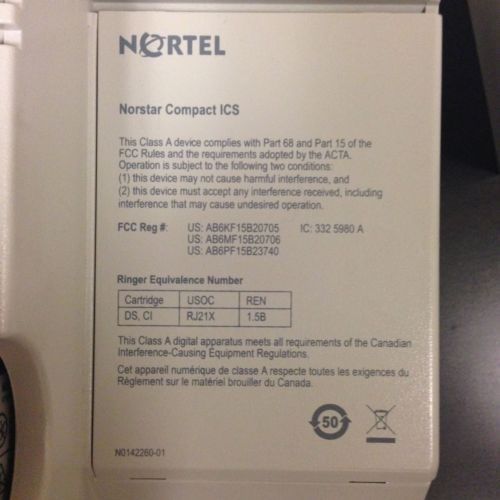 NORTEL
Norstar Compact ICS
This Class A device complies with Part 68 and Part 15 of the
FCC Rules and the requirements adopted by the ACTA.
Operation is subject to the following two conditions:
(1) this device may not cause harmful interference, and
(2) this device must accept any interference received, including
interference that may cause undesired operation.
FCC Reg #: US: AB6KF15B20705 IC: 332 5980 A
US: AB6MF15B20706
US: AB6PF15B23740
Ringer Equivalence Number
Cartridge USOC REN
DS, CI RJ21X 1.5B
This Class A digital apparatus meets all requirements of the Canadian
Interference-Causing Equipment Regulations.
Cet appareil numérique de classe A respecte toutes les exigences du
Règlement sur le matériel brouiller du Canada.
50
N0142260-01